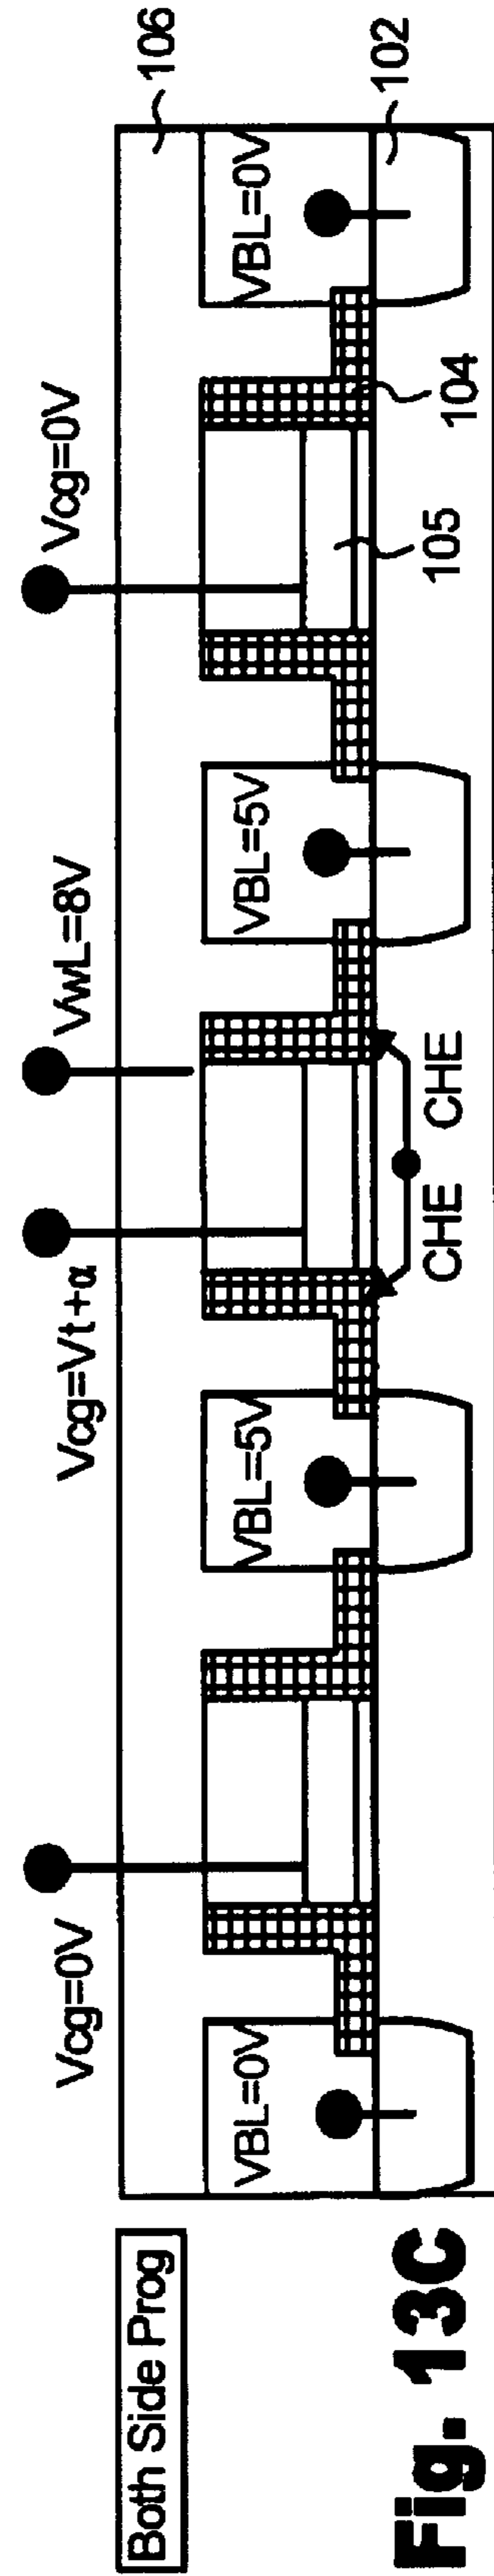 Both Side Prog
Fig. 13C
Vcg=0V
Vcg=Vt+α
VwL=8V
Vcg=0V
106
VBL=0V
VBL=5V
VBL=5V
VBL=0V
102
CHE
CHE
105
104